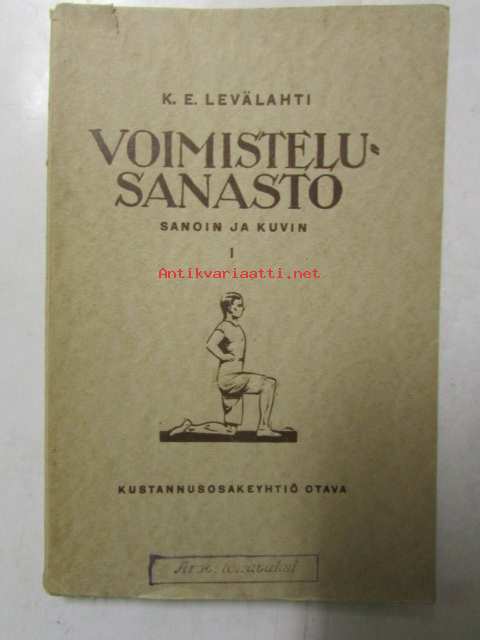 K. E. LEVÄLAHTI
VOIMISTELU-
SANASTO
SANOIN JA KUVIN
I
Antikvariaatti.net
KUSTANNUSOSAKEYHTIÖ OTAVA